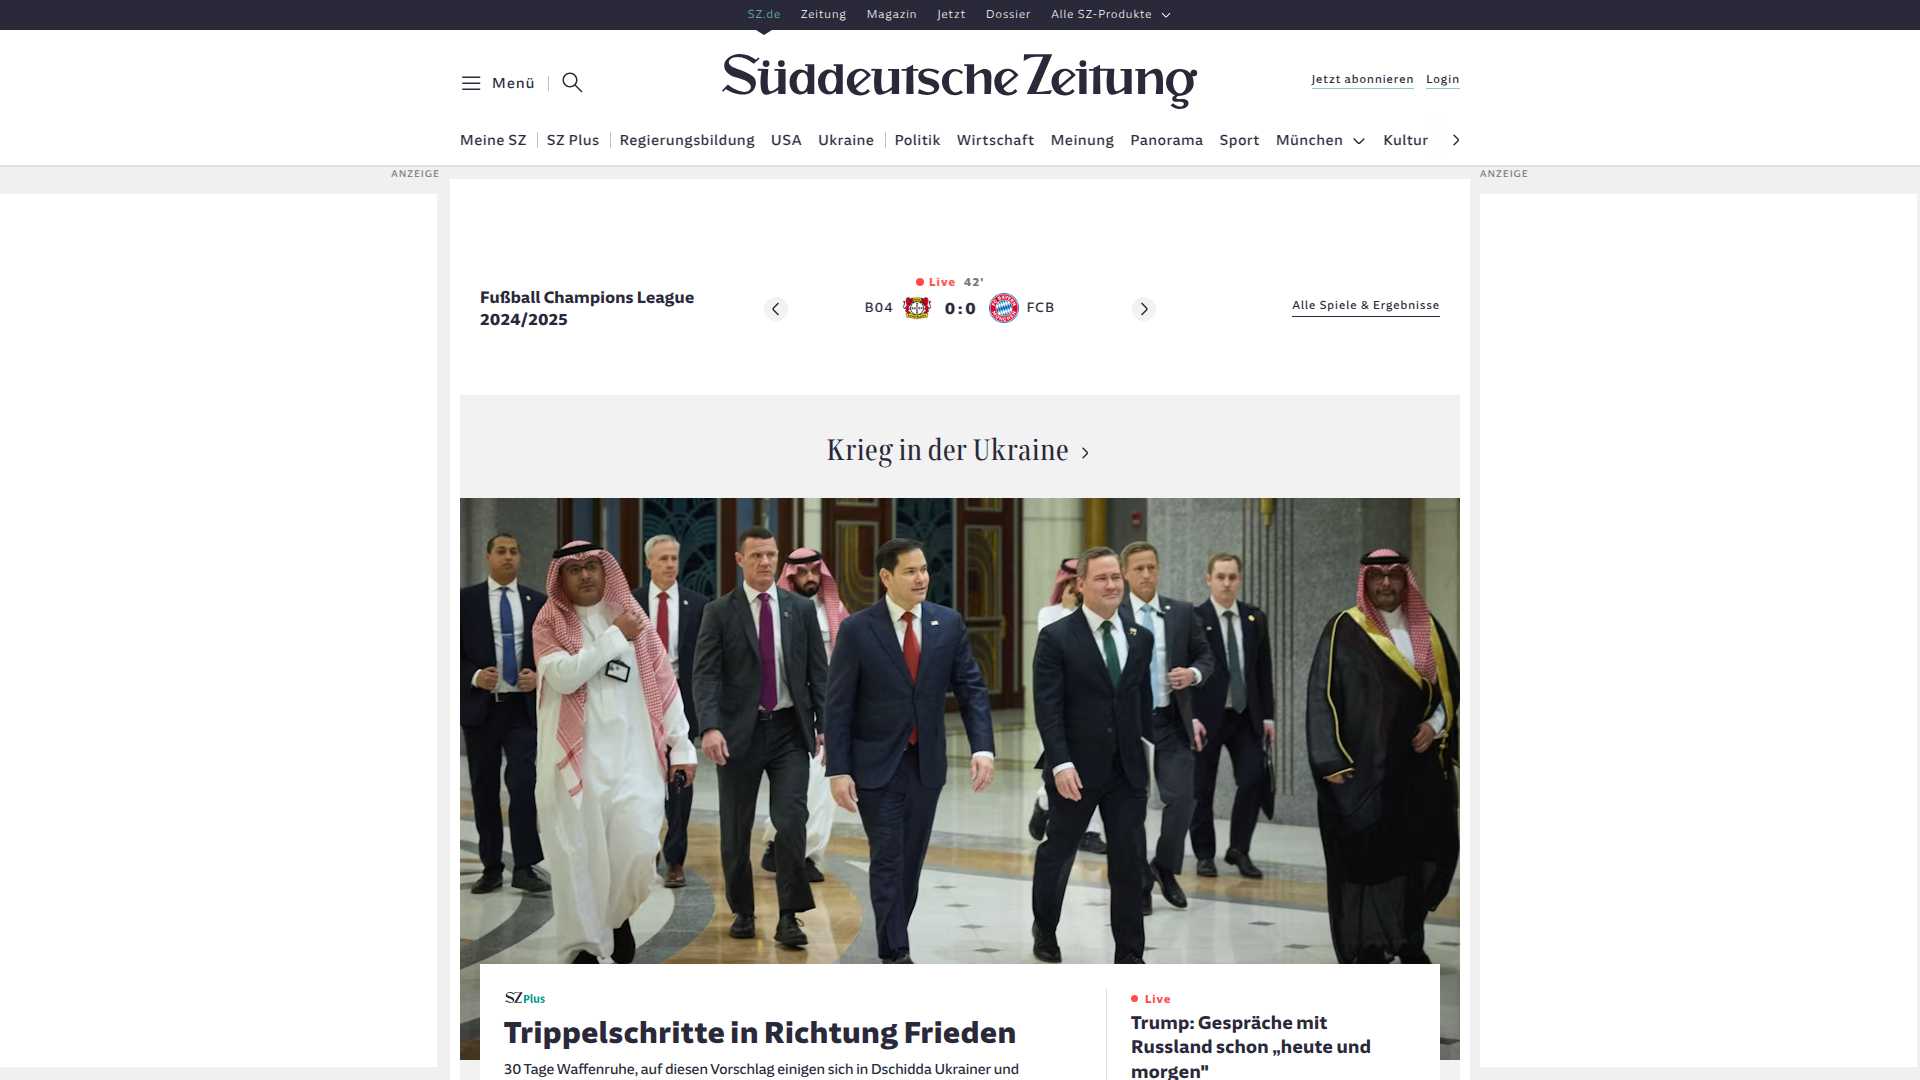 SZ.de Zeitung Magazin Jetzt Dossier Alle SZ-Produkte
Menü
Süddeutsche Zeitung
Jetzt abonnieren Login
Meine SZ SZ Plus Regierungsbildung USA Ukraine Politik Wirtschaft Meinung Panorama Sport München Kultur
ANZEIGE
ANZEIGE
Fußball Champions League
2024/2025
Live 42'
B04 0:0 FCB
Alle Spiele & Ergebnisse
Krieg in der Ukraine
SZ Plus
Trippelschritte in Richtung Frieden
30 Tage Waffenruhe, auf diesen Vorschlag einigen sich in Dschidda Ukrainer und
Live
Trump: Gespräche mit
Russland schon „heute und
morgen"